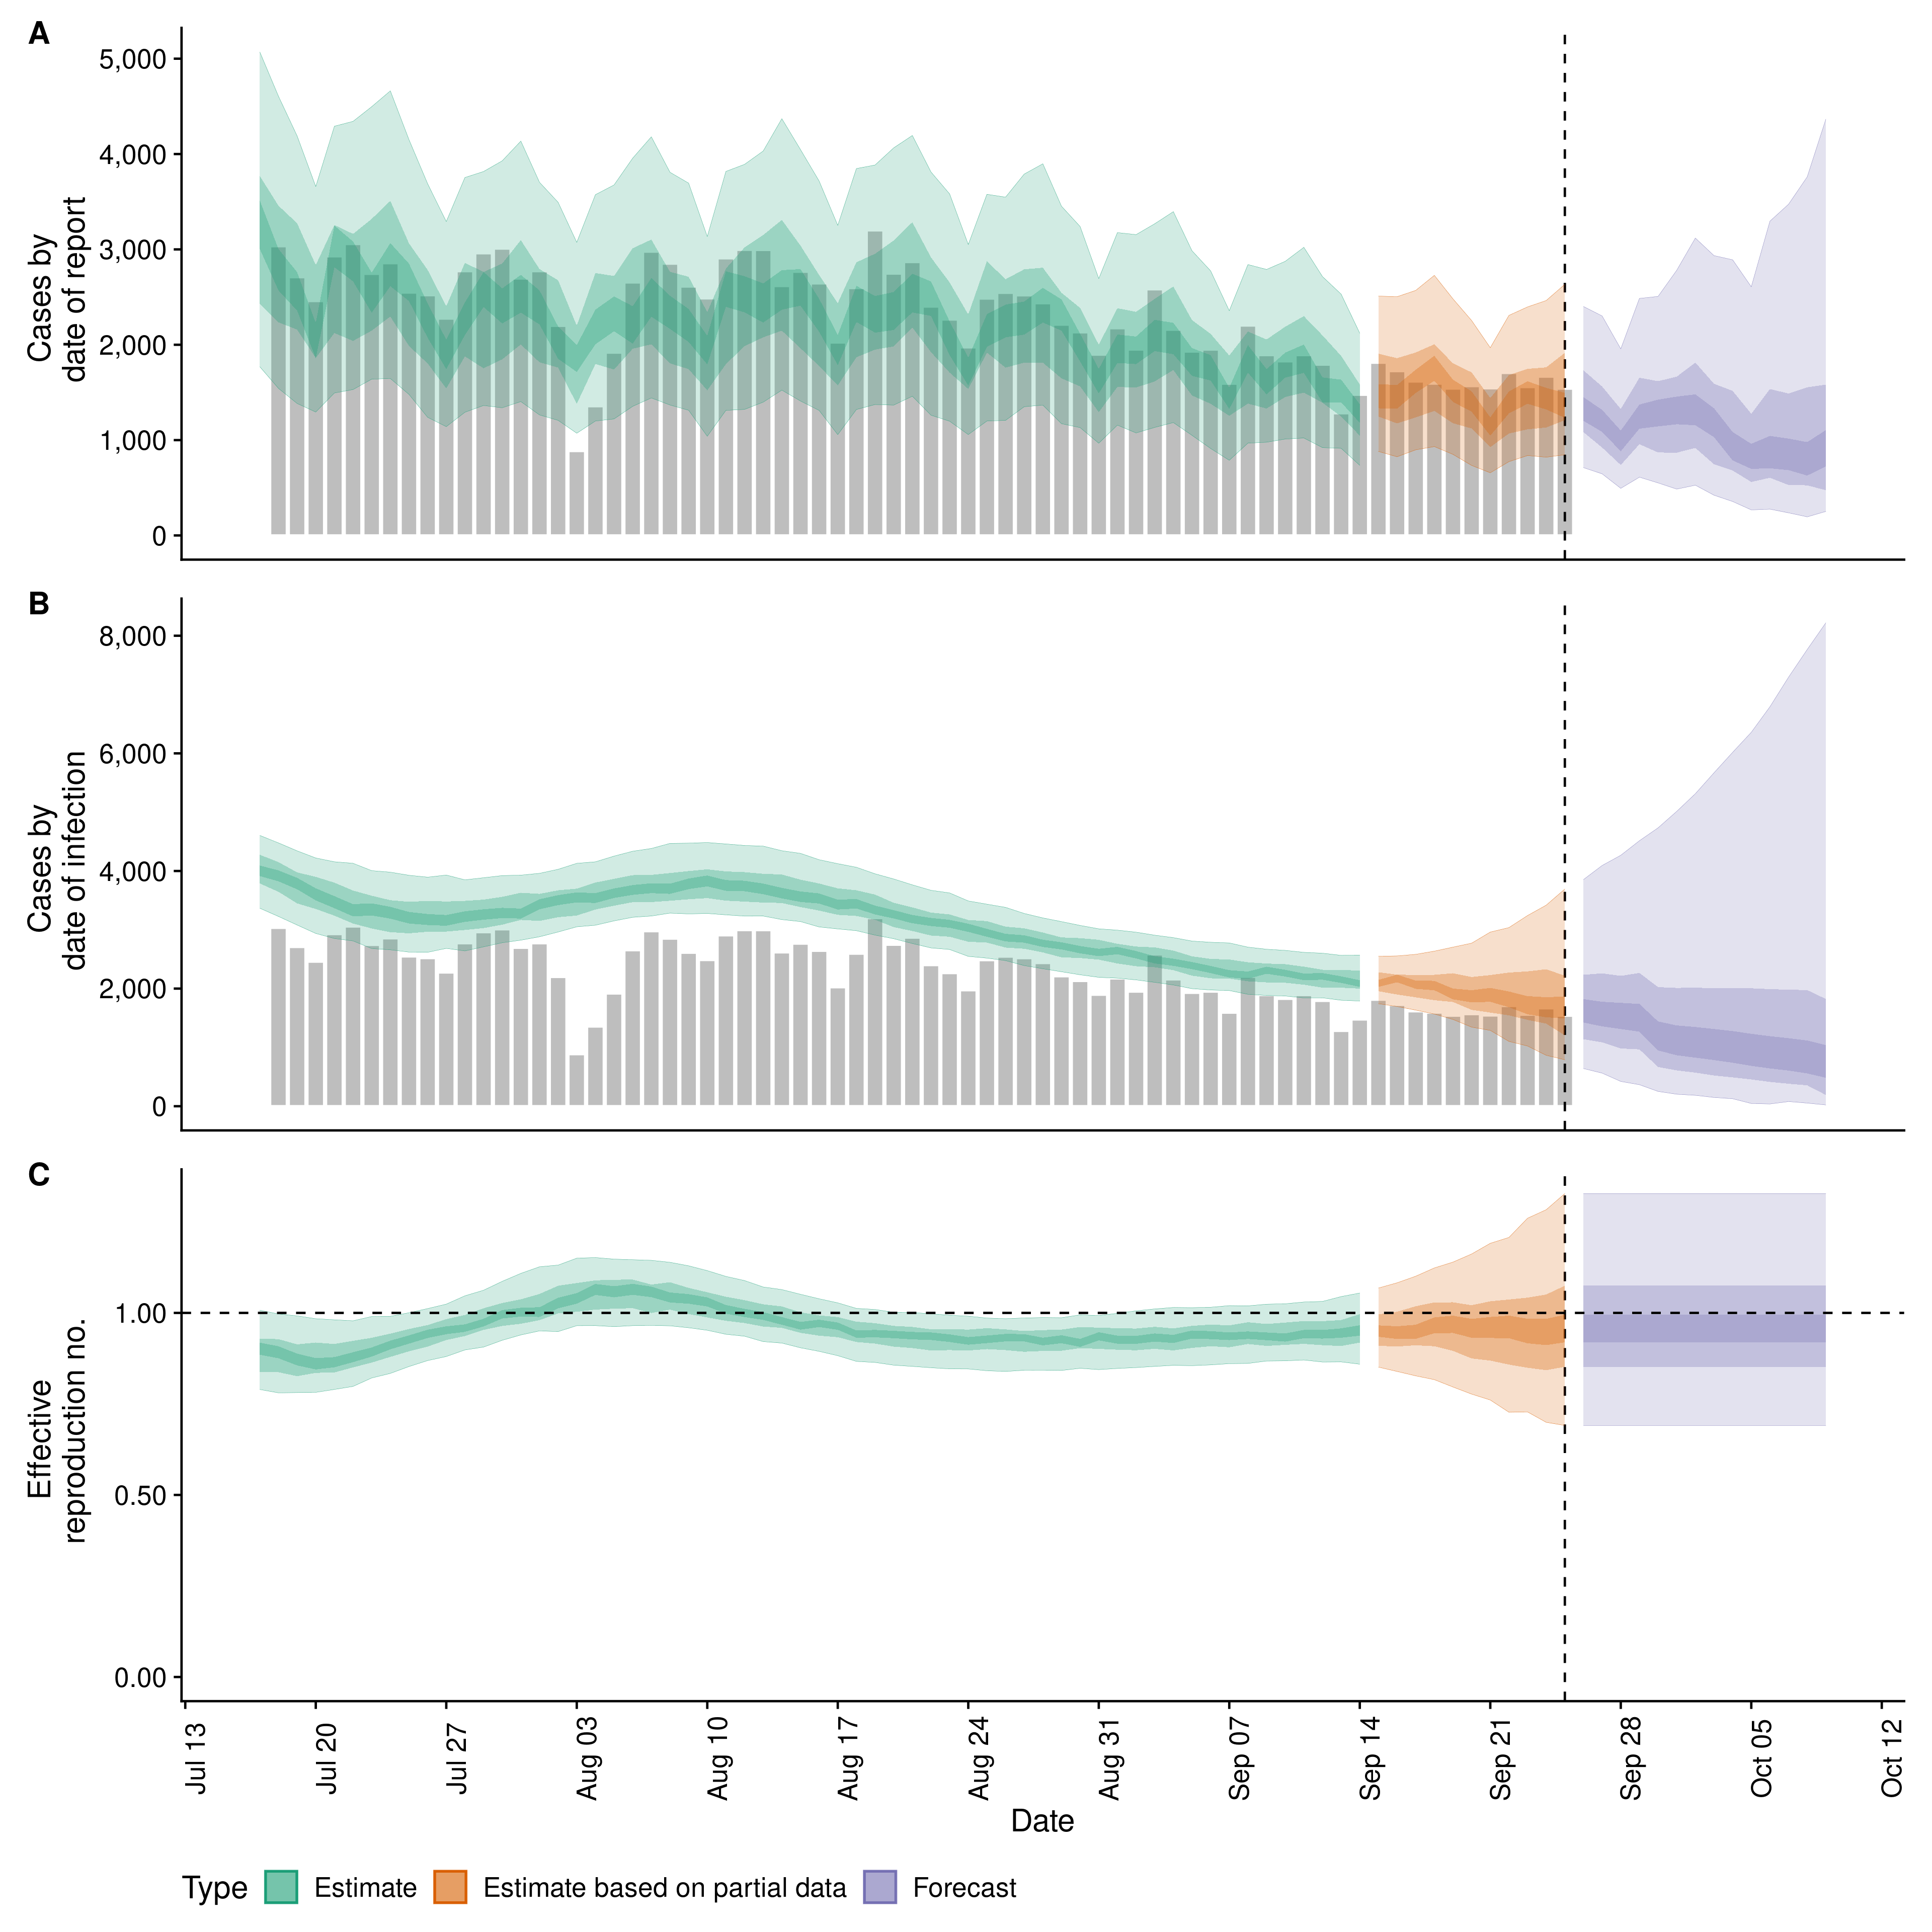 A
5,000
4,000
3,000
2,000
1,000
0
Cases by
date of report
B
8,000
6,000
4,000
2,000
0
Cases by
date of infection
C
1.00
0.50
0.00
Effective
reproduction no.
Jul 13
Jul 20
Jul 27
Aug 03
Aug 10
Aug 17
Aug 24
Aug 31
Sep 07
Sep 14
Sep 21
Sep 28
Oct 05
Oct 12
Date
Type Estimate Estimate based on partial data Forecast